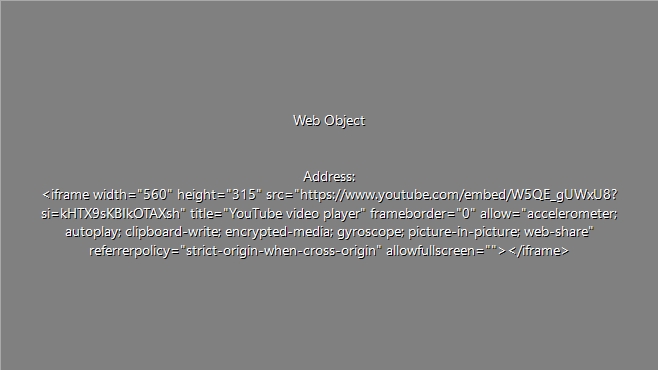 Web Object
Address:
<iframe width="560" height="315" src="https://www.youtube.com/embed/W5QE_gUWxU8?
si=kHTX9sKBIkOTAXsh" title="YouTube video player" frameborder="0" allow="accelerometer;
autoplay; clipboard-write; encrypted-media; gyroscope; picture-in-picture; web-share"
referrerpolicy="strict-origin-when-cross-origin" allowfullscreen=""></iframe>